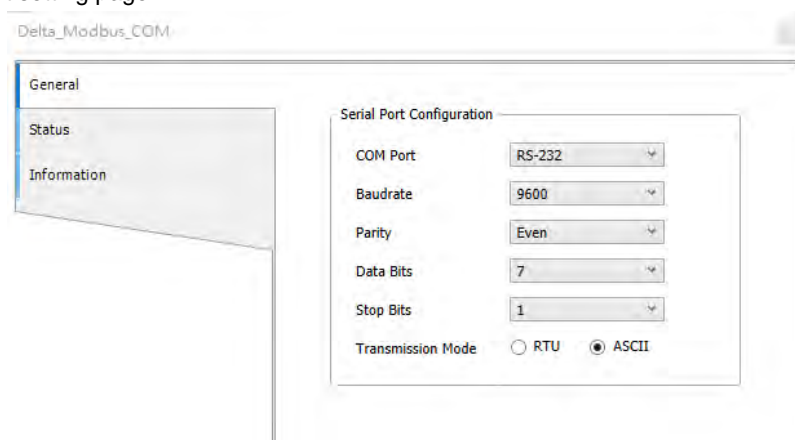 Delta_Modbus_COM
General
Status
Information
Serial Port Configuration
COM Port RS-232
Baudrate 9600
Parity Even
Data Bits 7
Stop Bits 1
Transmission Mode RTU ASCII